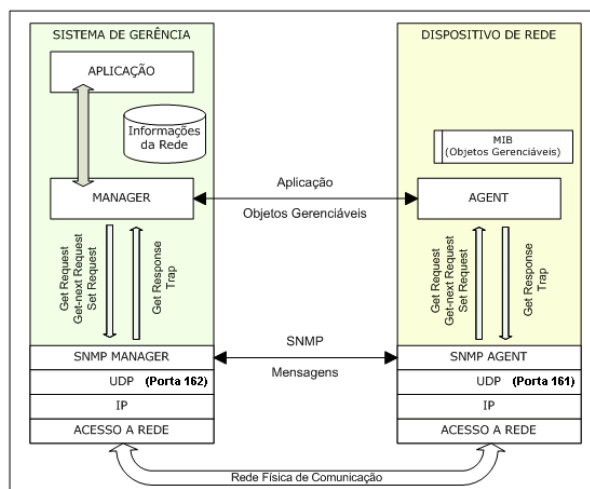 SISTEMA DE GERÊNCIA
APLICAÇÃO
Informações
da Rede
MANAGER
Get Request
Get-next Request
Set Request
Get Response
Trap
SNMP MANAGER
UDP (Porta 162)
IP
ACESSO A REDE
Aplicação
Objetos Gerenciáveis
SNMP
Mensagens
DISPOSITIVO DE REDE
MIB
(Objetos Gerenciáveis)
AGENT
Get Request
Get-next Request
Set Request
Get Response
Trap
SNMP AGENT
UDP (Porta 161)
IP
ACESSO A REDE
Rede Física de Comunicação